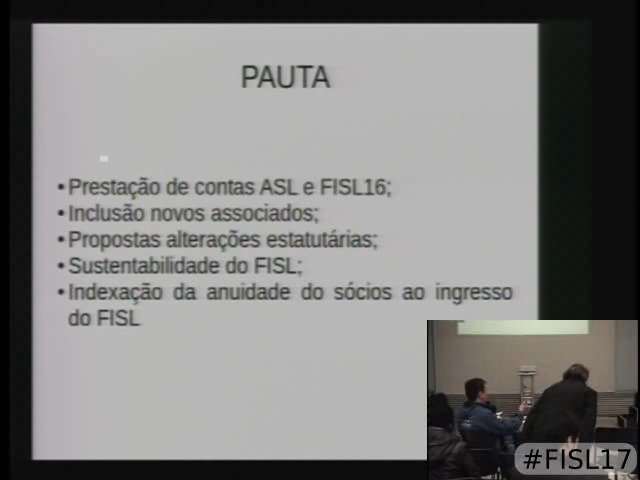 PAUTA
• Prestação de contas ASL e FISL16;
• Inclusão novos associados;
• Propostas alterações estatutárias;
• Sustentabilidade do FISL;
• Indexação da anuidade do sócios ao ingresso
do FISL
#FISL17